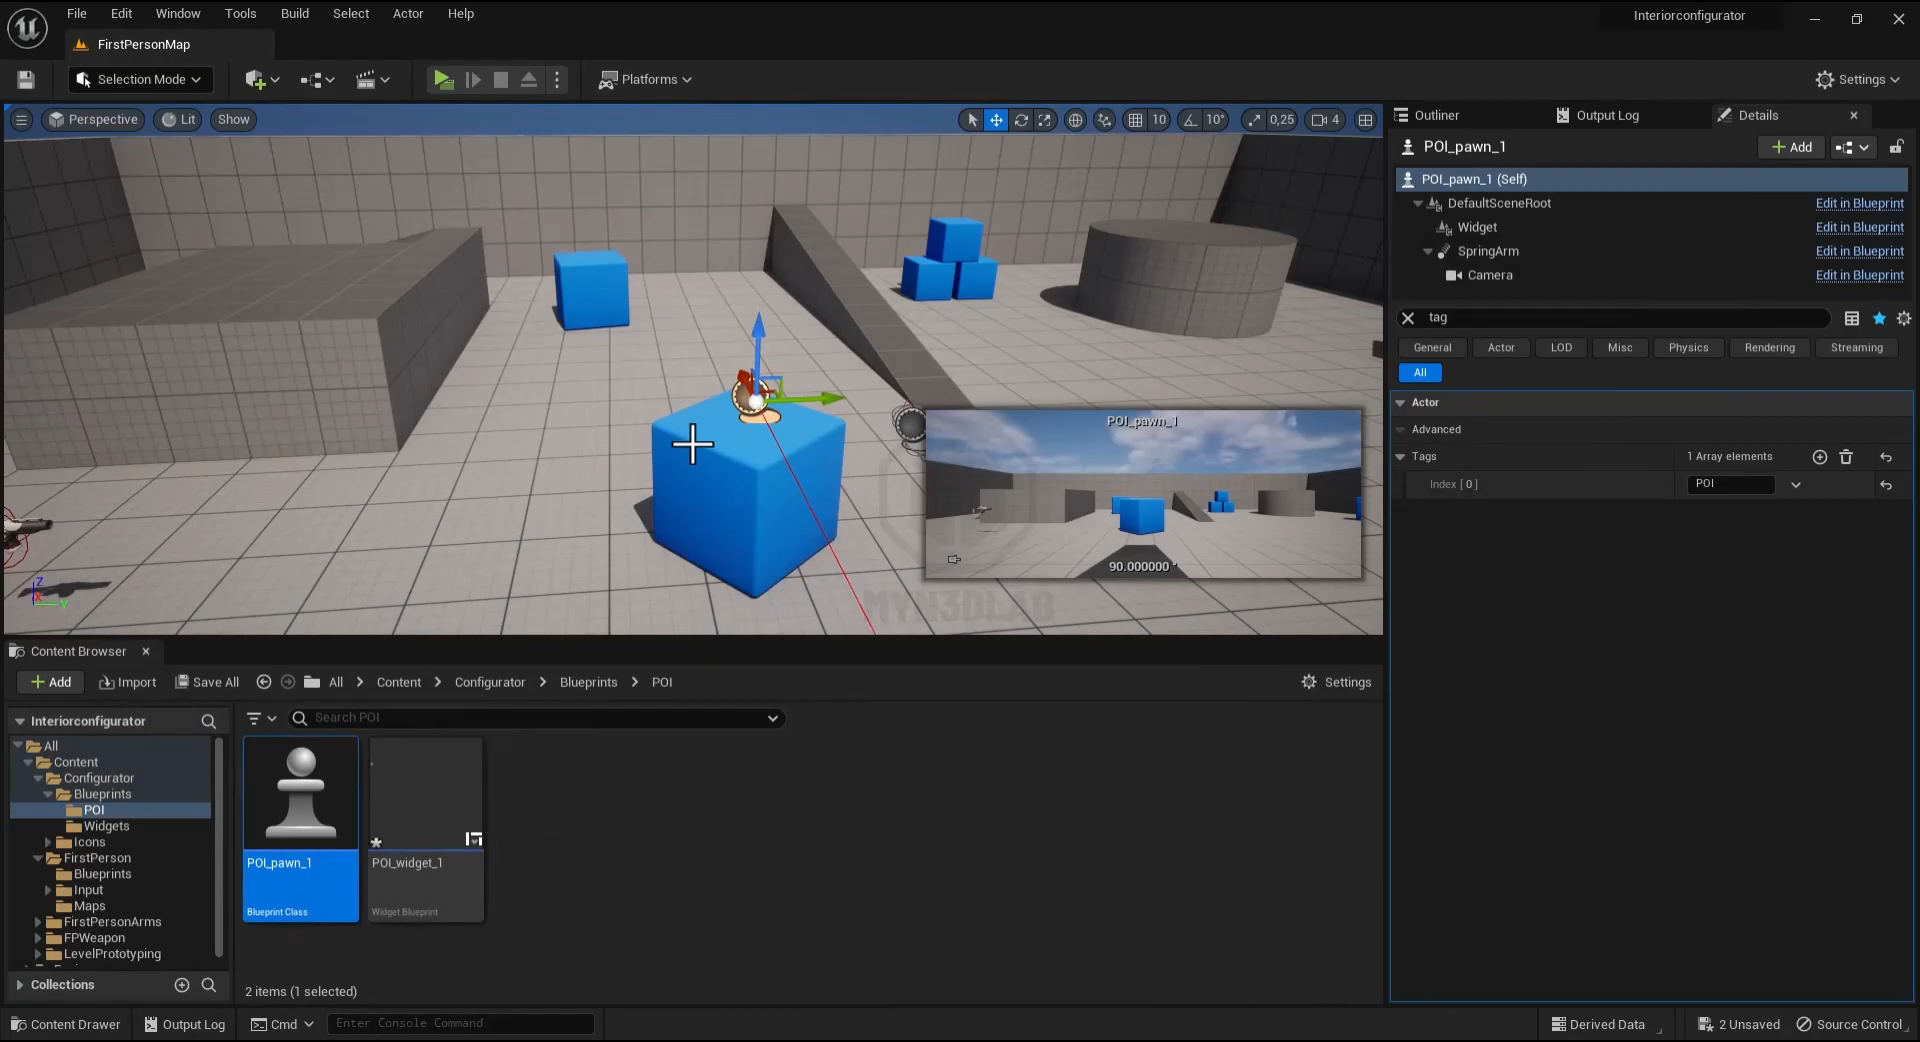 File Edit Window Tools Build Select Actor Help
Interiorconfigurator
FirstPersonMap
Selection Mode
Platforms
Settings
Perspective Lit Show
10 10° 0,25 4
Outliner Output Log Details
POI_pawn_1
Add
POI_pawn_1 (Self)
DefaultSceneRoot Edit in Blueprint
Widget Edit in Blueprint
SpringArm Edit in Blueprint
Camera Edit in Blueprint
tag
General Actor LOD Misc Physics Rendering Streaming
All
Actor
Advanced
Tags 1 Array elements
Index [ 0 ] POI
POI_pawn_1
90.000000 °
MYN3DLAB
Z
X
Y
Content Browser
Add Import Save All All Content Configurator Blueprints POI Settings
Interiorconfigurator
Search POI
All
Content
Configurator
Blueprints
POI
Widgets
Icons
FirstPerson
Blueprints
Input
Maps
FirstPersonArms
FPWeapon
LevelPrototyping
Collections
POI_pawn_1
Blueprint Class
POI_widget_1
Widget Blueprint
2 items (1 selected)
Content Drawer Output Log Cmd Enter Console Command Derived Data 2 Unsaved Source Control